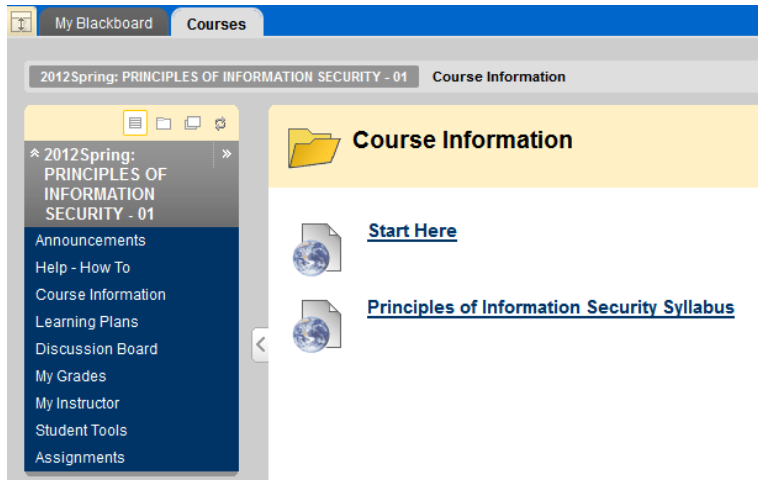 My Blackboard
Courses
2012Spring: PRINCIPLES OF INFORMATION SECURITY - 01
Course Information
2012Spring:
PRINCIPLES OF
INFORMATION
SECURITY - 01
Announcements
Help - How To
Course Information
Learning Plans
Discussion Board
My Grades
My Instructor
Student Tools
Assignments
Course Information
Start Here
Principles of Information Security Syllabus